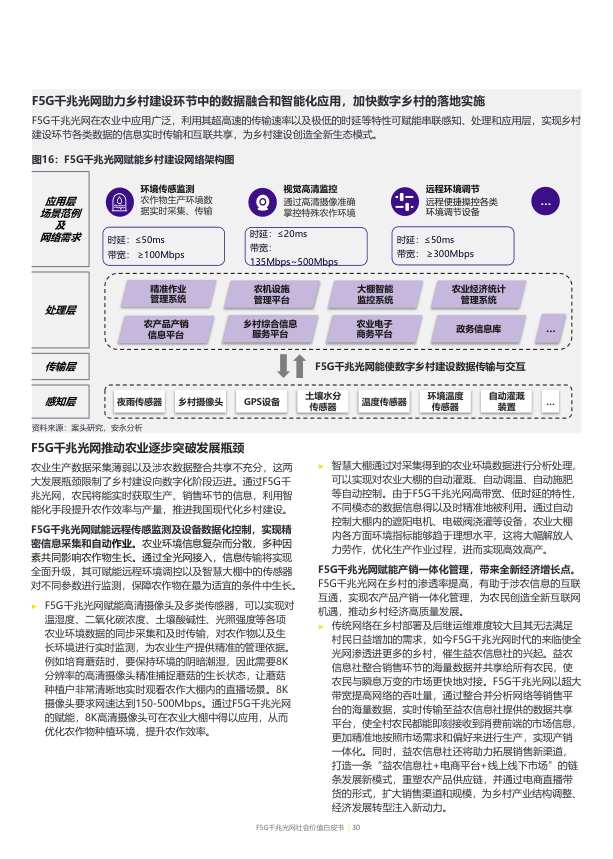 F5G千兆光网助力乡村建设环节中的数据融合和智能化应用，加快数字乡村的落地实施
F5G千兆光网在农业中应用广泛，利用其超高速的传输速率以及极低的时延等特性可赋能串联感知、处理和应用层，实现乡村
建设环节各类数据的信息实时传输和互联共享，为乡村建设创造全新生态模式。
图16：F5G千兆光网赋能乡村建设网络架构图
应用层
场景范例
及
网络需求
环境传感监测
农作物生产环境数
据实时采集、传输
视觉高清监控
通过高清摄像准确
掌控特殊农作环境
远程环境调节
远程便捷操控各类
环境调节设备
...
时延：≤50ms
带宽： ≥100Mbps
时延：≤20ms
带宽：
135Mbps~500Mbps
时延：≤50ms
带宽： ≥300Mbps
处理层
精准作业
管理系统
农机设施
管理平台
大棚智能
监控系统
农业经济统计
管理系统
农产品产销
信息平台
乡村综合信息
服务平台
农业电子
商务平台
政务信息库
...
传输层
F5G千兆光网能使数字乡村建设数据传输与交互
感知层
夜雨传感器
乡村摄像头
GPS设备
土壤水分
传感器
温度传感器
环境温度
传感器
自动灌溉
装置
...
资料来源：案头研究，安永分析
F5G千兆光网推动农业逐步突破发展瓶颈
农业生产数据采集薄弱以及涉农数据整合共享不充分，这两
大发展瓶颈限制了乡村建设向数字化阶段迈进。通过F5G千
兆光网，农民将能实时获取生产、销售环节的信息，利用智
能化手段提升农作效率与产量，推进我国现代化乡村建设。
F5G千兆光网赋能远程传感监测及设备数据化控制，实现精
密信息采集和自动作业。农业环境信息复杂而分散，多种因
素共同影响农作物生长。通过全光网接入，信息传输将实现
全面升级，其可赋能远程环境调控以及智慧大棚中的传感器
对不同参数进行监测，保障农作物在最为适宜的条件中生长。
► F5G千兆光网赋能高清摄像及多类传感器，可以实现对
温湿度、二氧化碳浓度、土壤酸碱性、光照强度等各项
农业环境数据的同步采集和及时传输，对农作物以及生
长环境进行实时监测，为农业生产提供精准的管理依据。
例如培育蘑菇时，要保持环境的阴暗潮湿，因此需要8K
分辨率的高清摄像头精准捕捉蘑菇的生长状态，让蘑菇
种植户非常清晰地实时观看农作大棚内的直播场景。8K
摄像头要求网速达到150-500Mbps。通过F5G千兆光网
的赋能，8K高清摄像头可在农业大棚中得以应用，从而
优化农作物种植环境，提升农作效率。
► 智慧大棚通过对采集得到的农业环境数据进行分析处理，
可以实现对农业大棚的自动灌溉、自动调温、自动施肥
等自动控制。由于F5G千兆光网高带宽、低时延的特性，
不同模态的数据信息得以及时精准地被利用。通过自动
控制大棚内的遮阳电机、电磁阀浇灌等设备，农业大棚
内各方面环境指标能够趋于理想水平，这将大幅解放人
力劳作，优化生产作业过程，进而实现高效高产。
F5G千兆光网赋能产销一体化管理，带来全新经济增长点。
F5G千兆光网在乡村的渗透率提高，有助于涉农信息的互联
互通，实现农产品产销一体化管理，为农民创造全新互联网
机遇，推动乡村经济高质量发展。
► 传统网络在乡村部署及后继运维难度较大且其无法满足
村民日益增加的需求，如今F5G千兆光网时代的来临使全
光网渗透进更多的乡村，催生益农信息社的兴起。益农
信息社整合销售环节的海量数据并共享给所有农民，使
农民与瞬息万变的市场更快地对接。F5G千兆光网以超大
带宽提高网络的吞吐量，通过整合并分析网络等销售平
台的海量数据，实时传输至益农信息社提供的数据共享
平台，使全村农民都能即刻接收到消费前端的市场信息，
更加精准地按照市场需求和偏好来进行生产，实现产销
一体化。同时，益农信息社还将助力拓展销售新渠道，
打造一条“益农信息社+电商平台+线上线下市场”的链
条发展新模式，重塑农产品供应链，并通过电商直播带
货的形式，扩大销售渠道和规模，为乡村产业结构调整、
经济发展转型注入新动力。
F5G千兆光网社会价值白皮书 | 30